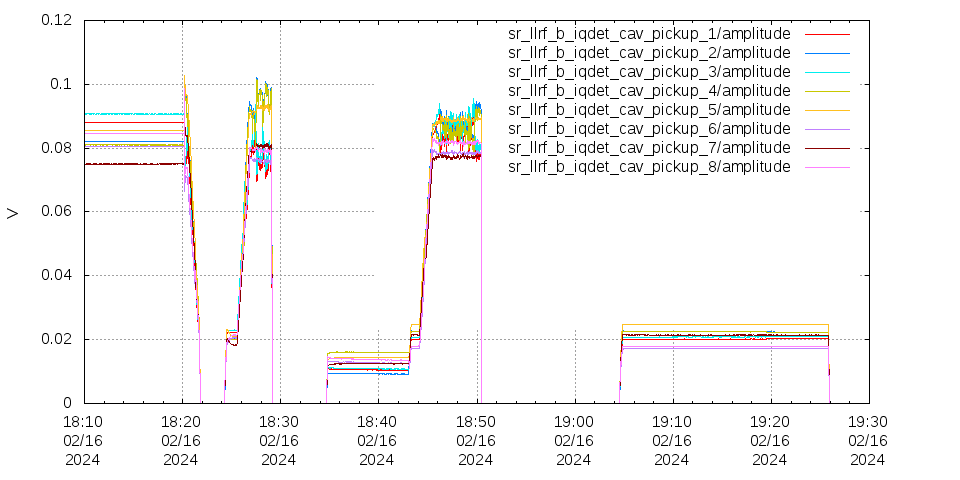 0.12
sr_llrf_b_iqdet_cav_pickup_1/amplitude
sr_llrf_b_iqdet_cav_pickup_2/amplitude
sr_llrf_b_iqdet_cav_pickup_3/amplitude
sr_llrf_b_iqdet_cav_pickup_4/amplitude
sr_llrf_b_iqdet_cav_pickup_5/amplitude
sr_llrf_b_iqdet_cav_pickup_6/amplitude
sr_llrf_b_iqdet_cav_pickup_7/amplitude
sr_llrf_b_iqdet_cav_pickup_8/amplitude
0.1
0.08
0.06
0.04
0.02
0
V
18:10 18:20 18:30 18:40 18:50 19:00 19:10 19:20 19:30
02/16 02/16 02/16 02/16 02/16 02/16 02/16 02/16 02/16
2024 2024 2024 2024 2024 2024 2024 2024 2024